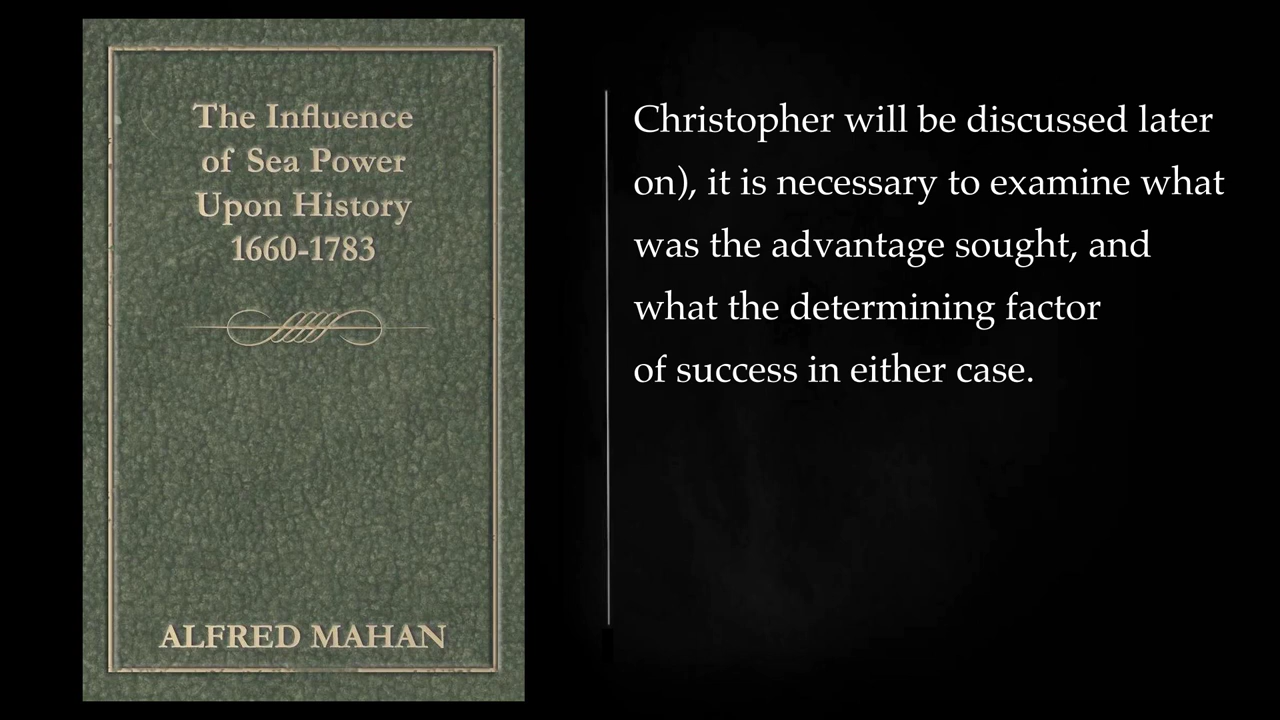 The Influence
of Sea Power
Upon History
1660-1783
ALFRED MAHAN
Christopher will be discussed later
on), it is necessary to examine what
was the advantage sought, and
what the determining factor
of success in either case.